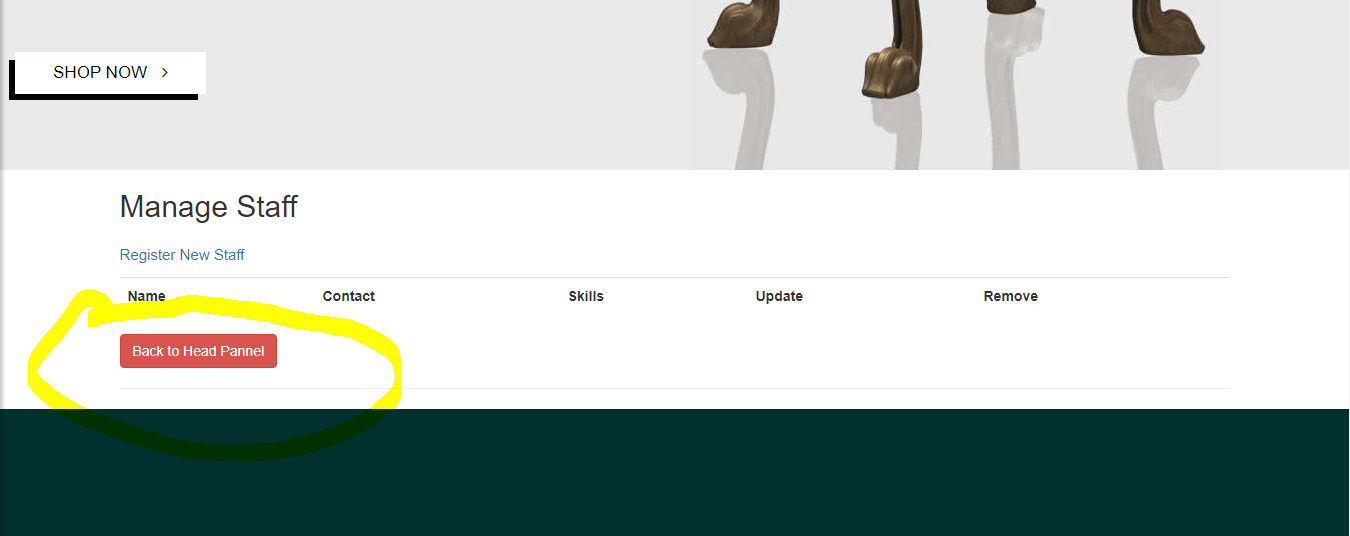 SHOP NOW >
Manage Staff
Register New Staff
Name Contact Skills Update Remove
Back to Head Pannel